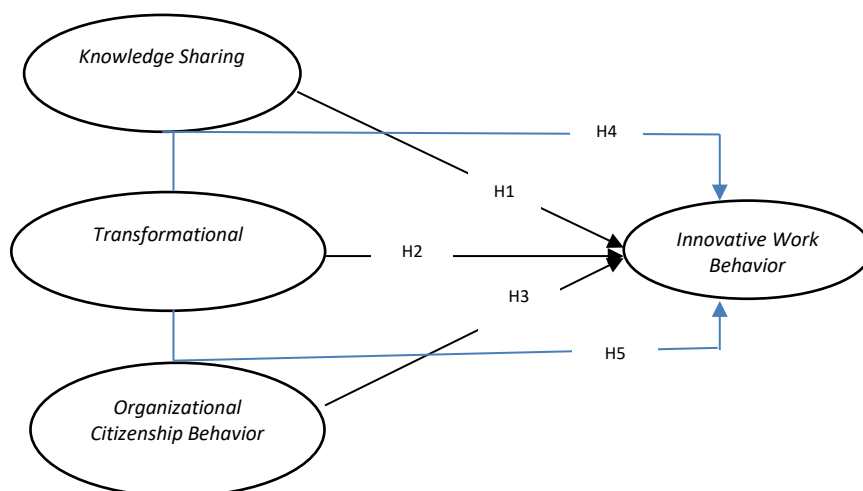 Knowledge Sharing
H4
H1
Transformational
H2
Innovative Work
Behavior
H3
H5
Organizational
Citizenship Behavior